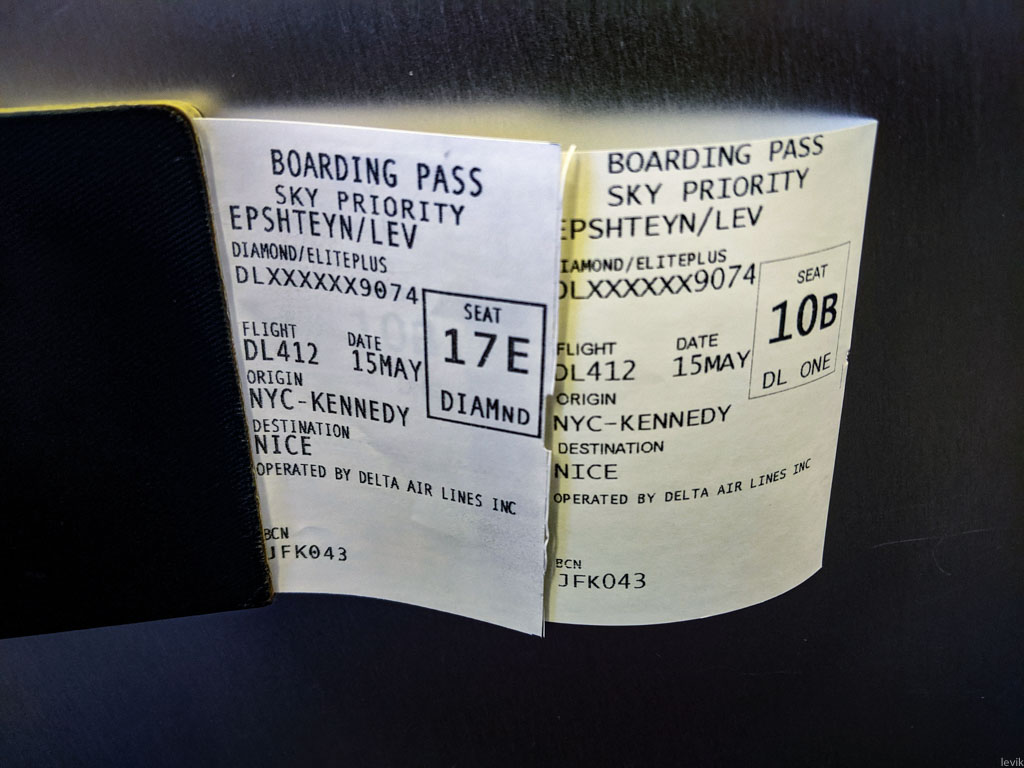 BOARDING PASS
SKY PRIORITY
EPSHTEYN/LEV
DIAMOND/ELITEPLUS
DLXXXXXX9074
SEAT
17E
DIAMND
FLIGHT DATE
DL412 15MAY
ORIGIN
NYC-KENNEDY
DESTINATION
NICE
OPERATED BY DELTA AIR LINES INC
BCN
JFK043
BOARDING PASS
SKY PRIORITY
EPSHTEYN/LEV
IAMOND/ELITEPLUS
DLXXXXXX9074
SEAT
10B
DL ONE
FLIGHT DATE
DL412 15MAY
ORIGIN
NYC-KENNEDY
DESTINATION
NICE
OPERATED BY DELTA AIR LINES INC
BCN
JFK043
levik